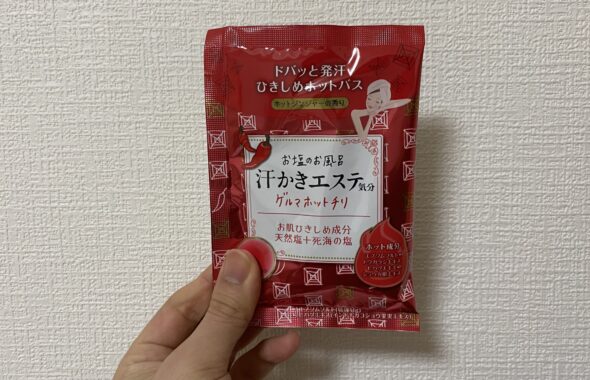 ドバッと発汗
ひきしめホットバス
ホットジンジャーの香り
お塩のお風呂
汗かきエステ気分
ゲルマホットチリ
お肌ひきしめ成分
天然塩+死海の塩
ホット成分